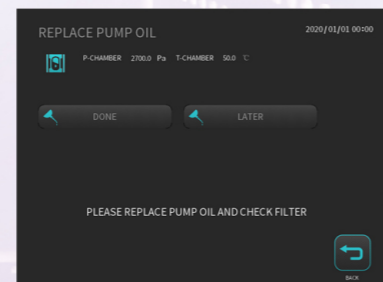 REPLACE PUMP OIL
2020/01/01 00:00
P-CHAMBER 2700.0 Pa T-CHAMBER 50.0 ℃
DONE
LATER
PLEASE REPLACE PUMP OIL AND CHECK FILTER
BACK